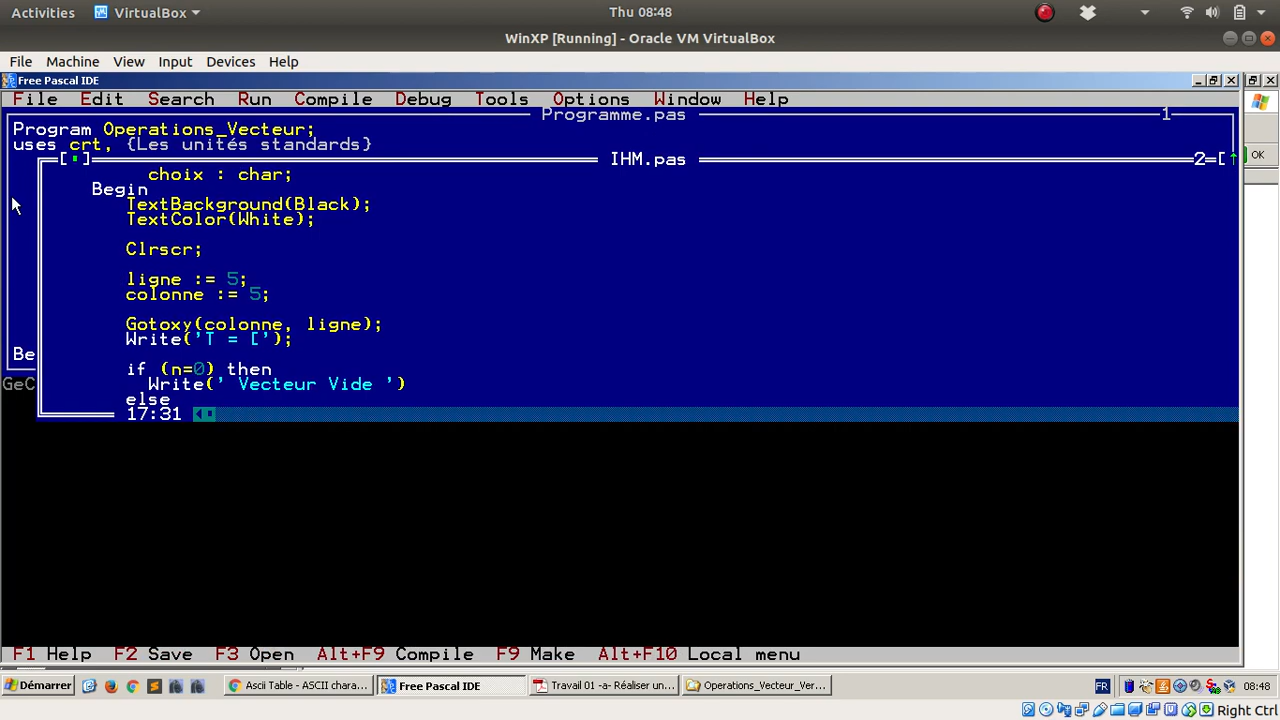 Activities VirtualBox Thu 08:48
WinXP [Running] - Oracle VM VirtualBox
File Machine View Input Devices Help
Free Pascal IDE
File Edit Search Run Compile Debug Tools Options Window Help
Programme.pas 1
Program Operations_Vecteur;
uses crt, {Les unités standards}
IHM.pas 2=[↑
choix : char;
Begin
TextBackground(Black);
TextColor(White);
Clrscr;
ligne := 5;
colonne := 5;
Gotoxy(colonne, ligne);
Write('T = [');
Be
if (n=0) then
GeC
Write(' Vecteur Vide ')
else
17:31
OK
F1 Help F2 Save F3 Open Alt+F9 Compile F9 Make Alt+F10 Local menu
Démarrer Ascii Table - ASCII chara... Free Pascal IDE Travail 01 -a- Réaliser un... Operations_Vecteur_Ver... FR 08:48
Right Ctrl